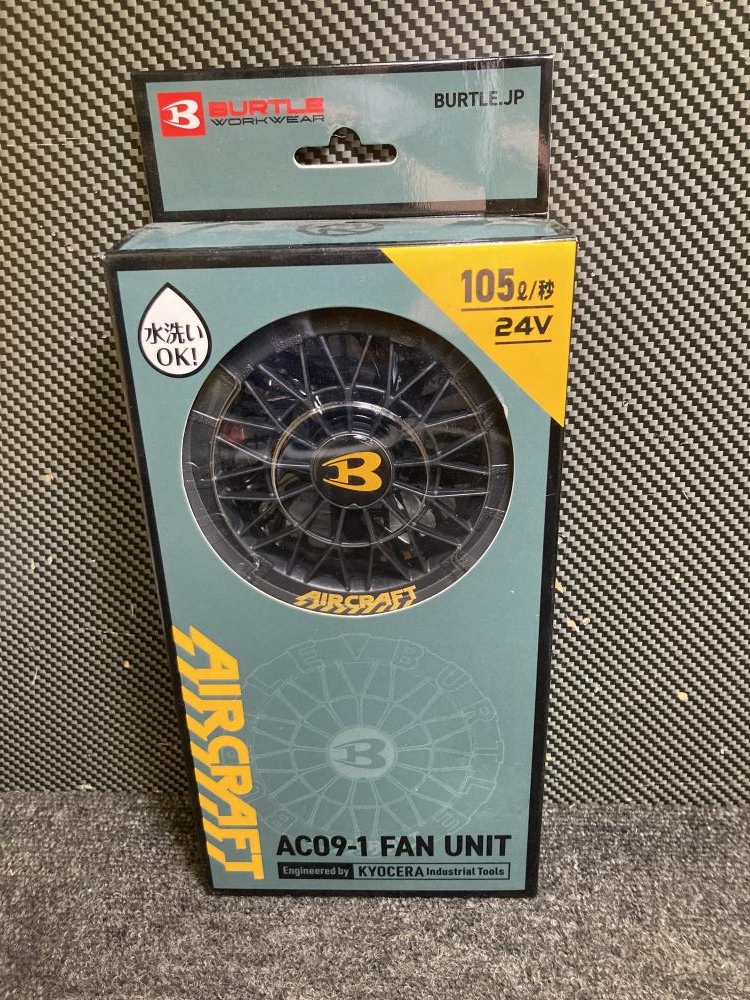 BURTLE
WORKWEAR
BURTLE.JP
105ℓ/秒
24V
水洗い
OK!
B
AIRCRAFT
AIRCRAFT
BURTLE
B
AC09-1 FAN UNIT
Engineered by KYOCERA Industrial Tools